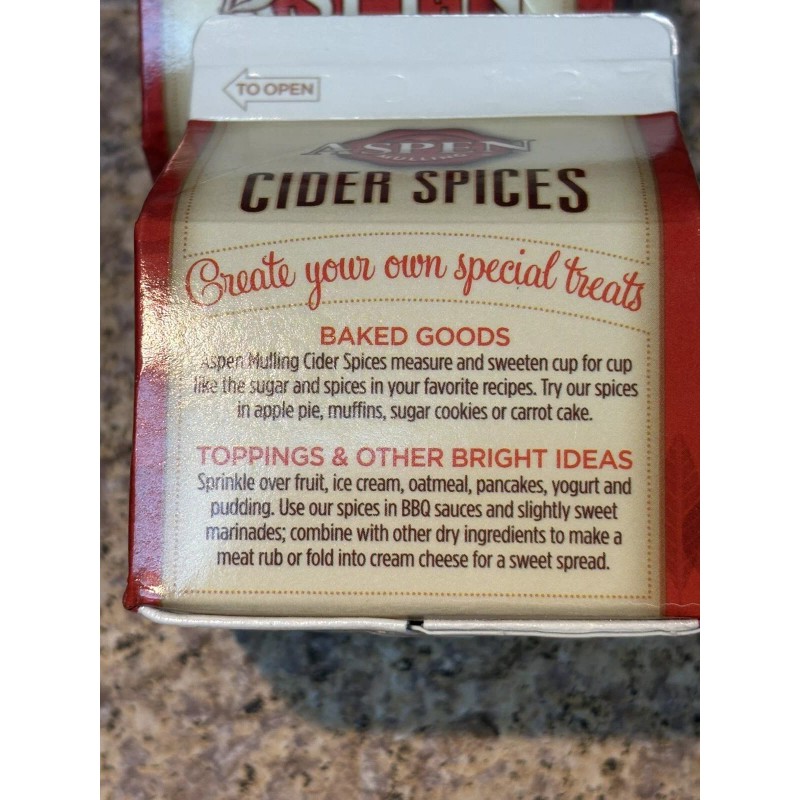 TO OPEN
ASPEN
MULLING
CIDER SPICES
Create your own special treats
BAKED GOODS
Aspen Mulling Cider Spices measure and sweeten cup for cup
like the sugar and spices in your favorite recipes. Try our spices
in apple pie, muffins, sugar cookies or carrot cake.
TOPPINGS & OTHER BRIGHT IDEAS
Sprinkle over fruit, ice cream, oatmeal, pancakes, yogurt and
pudding. Use our spices in BBQ sauces and slightly sweet
marinades; combine with other dry ingredients to make a
meat rub or fold into cream cheese for a sweet spread.